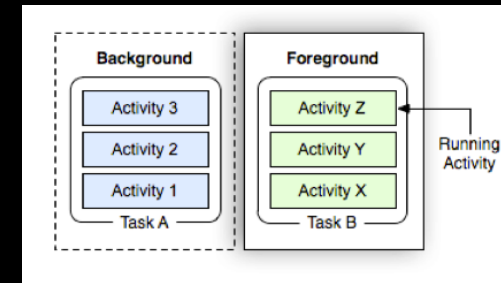 Background
Activity 3
Activity 2
Activity 1
Task A
Foreground
Activity Z
Activity Y
Activity X
Task B
Running
Activity